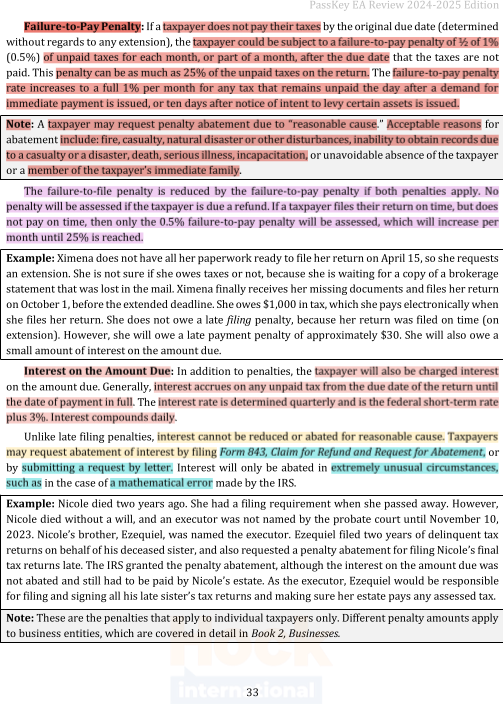 PassKey EA Review 2024-2025 Edition
Failure-to-Pay Penalty: If a taxpayer does not pay their taxes by the original due date (determined
without regards to any extension), the taxpayer could be subject to a failure-to-pay penalty of ½ of 1%
(0.5%) of unpaid taxes for each month, or part of a month, after the due date that the taxes are not
paid. This penalty can be as much as 25% of the unpaid taxes on the return. The failure-to-pay penalty
rate increases to a full 1% per month for any tax that remains unpaid the day after a demand for
immediate payment is issued, or ten days after notice of intent to levy certain assets is issued.
Note: A taxpayer may request penalty abatement due to "reasonable cause." Acceptable reasons for
abatement include: fire, casualty, natural disaster or other disturbances, inability to obtain records due
to a casualty or a disaster, death, serious illness, incapacitation, or unavoidable absence of the taxpayer
or a member of the taxpayer's immediate family.
The failure-to-file penalty is reduced by the failure-to-pay penalty if both penalties apply. No
penalty will be assessed if the taxpayer is due a refund. If a taxpayer files their return on time, but does
not pay on time, then only the 0.5% failure-to-pay penalty will be assessed, which will increase per
month until 25% is reached.
Example: Ximena does not have all her paperwork ready to file her return on April 15, so she requests
an extension. She is not sure if she owes taxes or not, because she is waiting for a copy of a brokerage
statement that was lost in the mail. Ximena finally receives her missing documents and files her return
on October 1, before the extended deadline. She owes $1,000 in tax, which she pays electronically when
she files her return. She does not owe a late filing penalty, because her return was filed on time (on
extension). However, she will owe a late payment penalty of approximately $30. She will also owe a
small amount of interest on the amount due.
Interest on the Amount Due: In addition to penalties, the taxpayer will also be charged interest
on the amount due. Generally, interest accrues on any unpaid tax from the due date of the return until
the date of payment in full. The interest rate is determined quarterly and is the federal short-term rate
plus 3%. Interest compounds daily.
Unlike late filing penalties, interest cannot be reduced or abated for reasonable cause. Taxpayers
may request abatement of interest by filing Form 843, Claim for Refund and Request for Abatement, or
by submitting a request by letter. Interest will only be abated in extremely unusual circumstances,
such as in the case of a mathematical error made by the IRS.
Example: Nicole died two years ago. She had a filing requirement when she passed away. However,
Nicole died without a will, and an executor was not named by the probate court until November 10,
2023. Nicole's brother, Ezequiel, was named the executor. Ezequiel filed two years of delinquent tax
returns on behalf of his deceased sister, and also requested a penalty abatement for filing Nicole's final
tax returns late. The IRS granted the penalty abatement, although the interest on the amount due was
not abated and still had to be paid by Nicole's estate. As the executor, Ezequiel would be responsible
for filing and signing all his late sister's tax returns and making sure her estate pays any assessed tax.
Note: These are the penalties that apply to individual taxpayers only. Different penalty amounts apply
to business entities, which are covered in detail in Book 2, Businesses.
HOCK
international
33